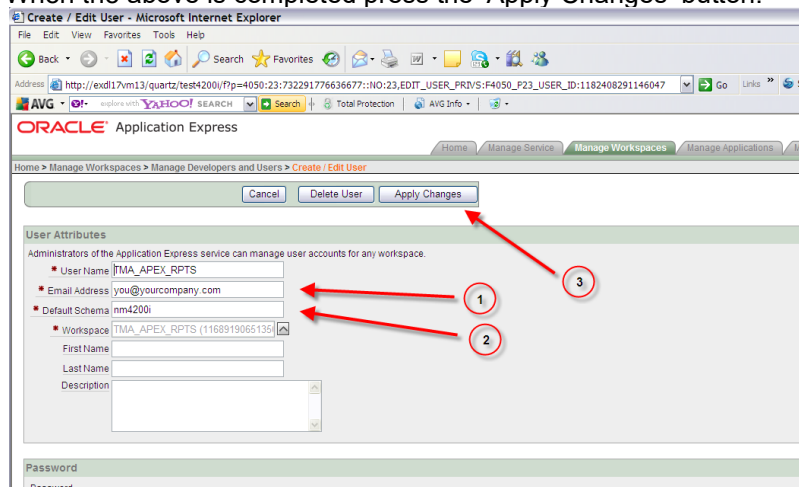 When the above is completed press the 'Apply Changes' button.
Create / Edit User - Microsoft Internet Explorer
File Edit View Favorites Tools Help
Back Search Favorites
Address http://exdl17vm13/quartz/test4200i/f?p=4050:23:732291776636677::NO:23,EDIT_USER_PRIVS:F4050_P23_USER_ID:1182408291146047 Go Links »
AVG explore with YAHOO! SEARCH Search Total Protection AVG Info
ORACLE Application Express
Home Manage Service Manage Workspaces Manage Applications
Home > Manage Workspaces > Manage Developers and Users > Create / Edit User
Cancel Delete User Apply Changes
User Attributes
Administrators of the Application Express service can manage user accounts for any workspace.
* User Name TMA_APEX_RPTS
3
* Email Address you@yourcompany.com
1
* Default Schema nm4200i
* Workspace TMA_APEX_RPTS (1168919065135
2
First Name
Last Name
Description
Password
Password